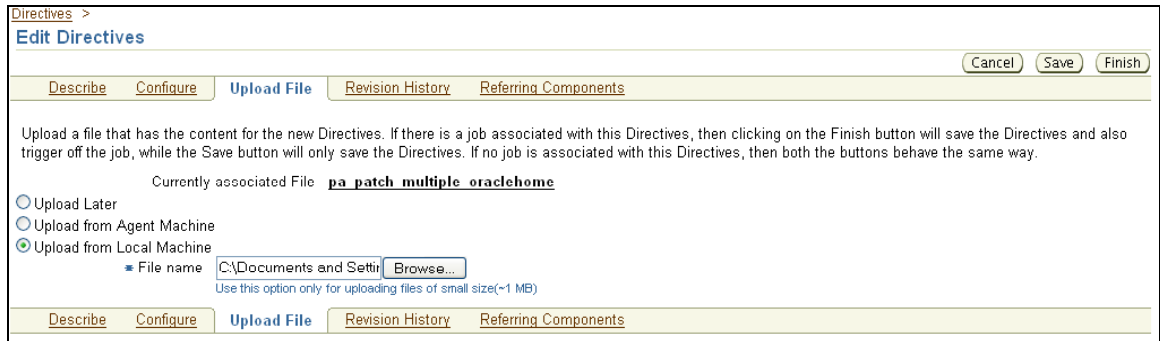 Directives >
Edit Directives
Cancel Save Finish
Describe Configure Upload File Revision History Referring Components
Upload a file that has the content for the new Directives. If there is a job associated with this Directives, then clicking on the Finish button will save the Directives and also
trigger off the job, while the Save button will only save the Directives. If no job is associated with this Directives, then both the buttons behave the same way.
Currently associated File pa_patch_multiple_oraclehome
Upload Later
Upload from Agent Machine
Upload from Local Machine
* File name C:\Documents and Settin Browse...
Use this option only for uploading files of small size(~1 MB)
Describe Configure Upload File Revision History Referring Components